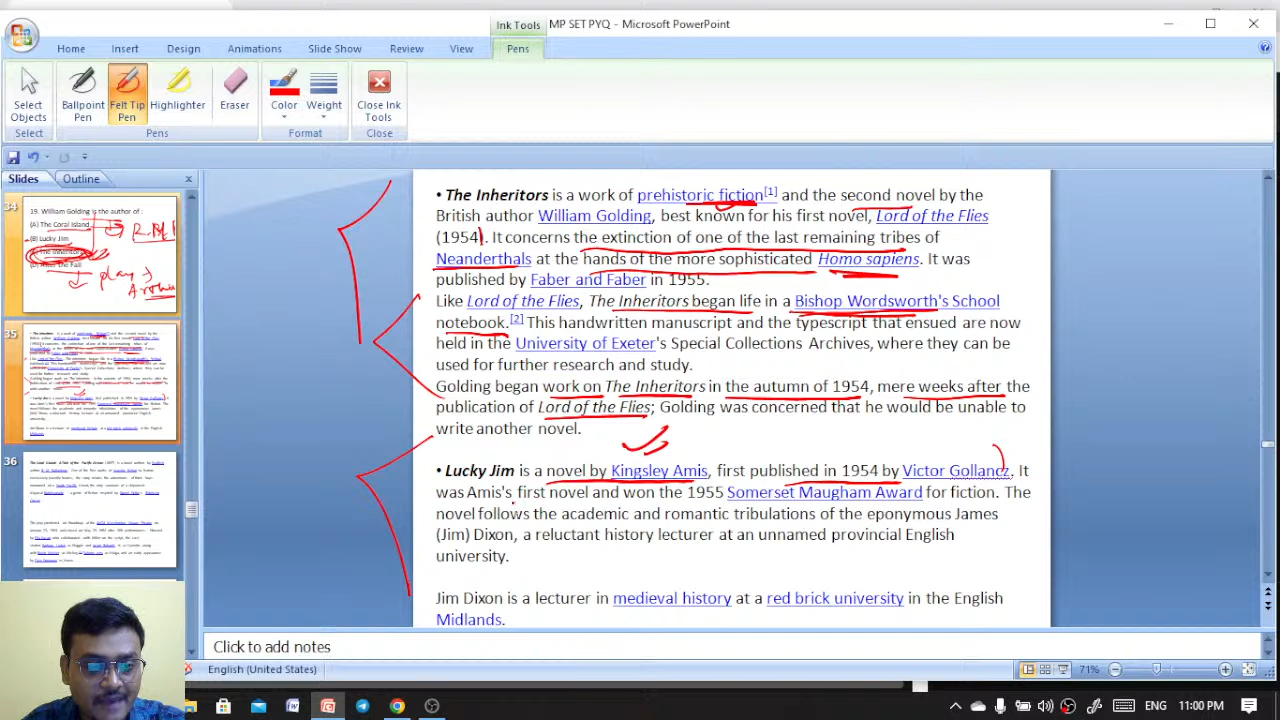 Ink Tools
MP SET PYQ - Microsoft PowerPoint
Home Insert Design Animations Slide Show Review View Pens
Select Objects
Ballpoint Pen
Felt Tip Pen
Highlighter
Eraser
Color
Weight
Close Ink Tools
Select Pens Format Close
Slides Outline
34
19. William Golding is the author of :
(A) The Coral Island
(B) Lucky Jim
play of
35
36
• The Inheritors is a work of prehistoric fiction[1] and the second novel by the
British author William Golding, best known for his first novel, Lord of the Flies
(1954). It concerns the extinction of one of the last remaining tribes of
Neanderthals at the hands of the more sophisticated Homo sapiens. It was
published by Faber and Faber in 1955.
Like Lord of the Flies, The Inheritors began life in a Bishop Wordsworth's School
notebook.[2] This handwritten manuscript and the typescript that ensued are now
held in the University of Exeter's Special Collections Archives, where they can be
used for both research and study.
Golding began work on The Inheritors in the autumn of 1954, mere weeks after the
publication of Lord of the Flies; Golding was concerned that he would be unable to
write another novel.
• Lucky Jim is a novel by Kingsley Amis, first published in 1954 by Victor Gollancz. It
was Amis's first novel and won the 1955 Somerset Maugham Award for fiction. The
novel follows the academic and romantic tribulations of the eponymous James
(Jim) Dixon, a reluctant history lecturer at an unnamed provincial English
university.
Jim Dixon is a lecturer in medieval history at a red brick university in the English
Midlands.
Click to add notes
English (United States)
71%
ENG 11:00 PM